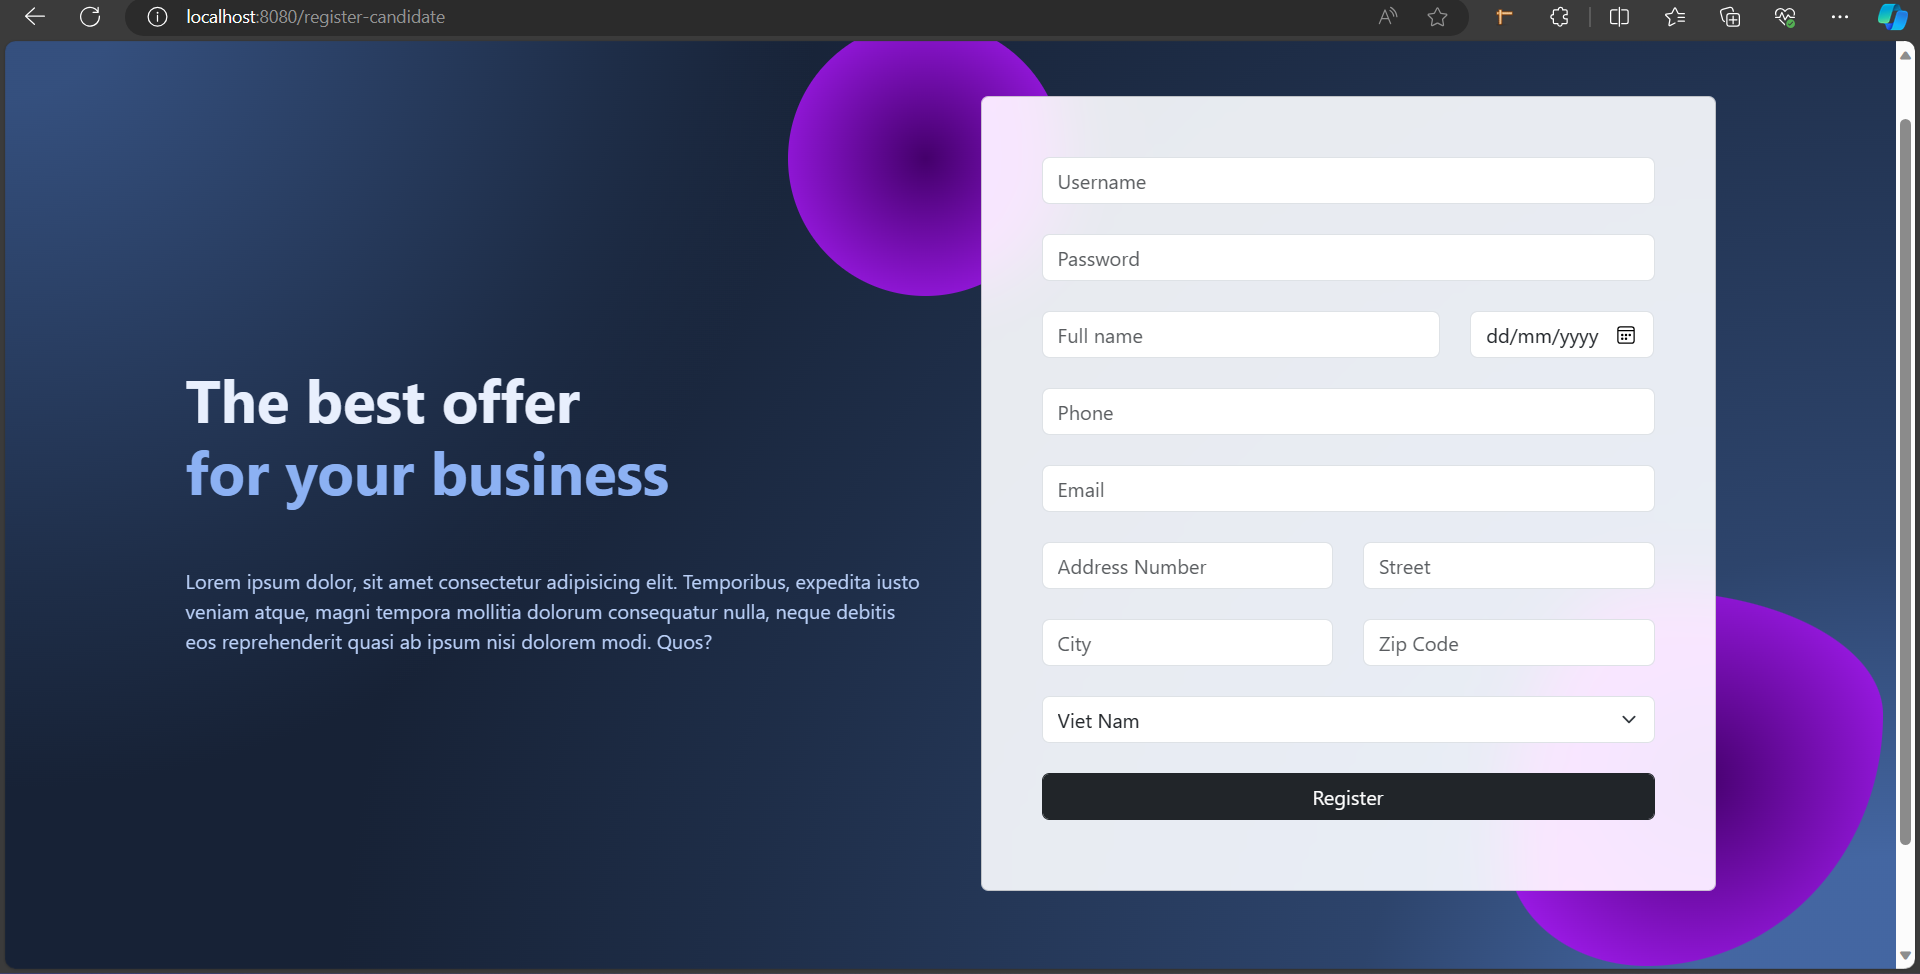 localhost:8080/register-candidate
The best offer
for your business
Lorem ipsum dolor, sit amet consectetur adipisicing elit. Temporibus, expedita iusto
veniam atque, magni tempora mollitia dolorum consequatur nulla, neque debitis
eos reprehenderit quasi ab ipsum nisi dolorem modi. Quos?
Username
Password
Full name
dd/mm/yyyy
Phone
Email
Address Number
Street
City
Zip Code
Viet Nam
Register